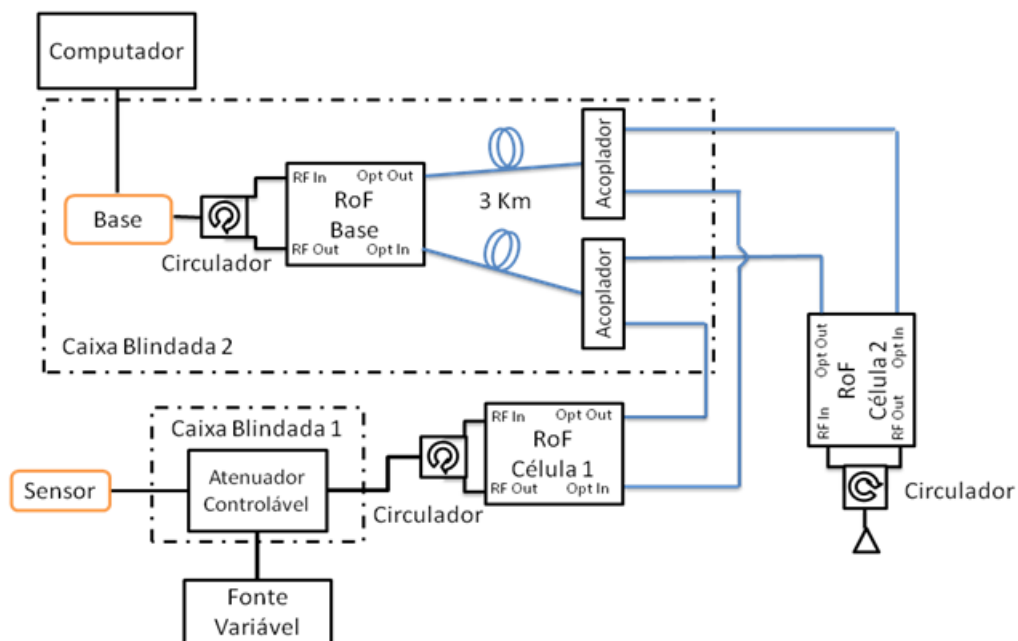 Computador
Base
Circulador
RF In
Opt Out
RoF
Base
RF Out
Opt In
3 Km
Acoplador
Acoplador
Caixa Blindada 2
Opt Out
Opt In
RoF
Célula 2
RF In
RF Out
Circulador
Caixa Blindada 1
Sensor
Atenuador
Controlável
Circulador
RF In
Opt Out
RoF
Célula 1
RF Out
Opt In
Fonte
Variável